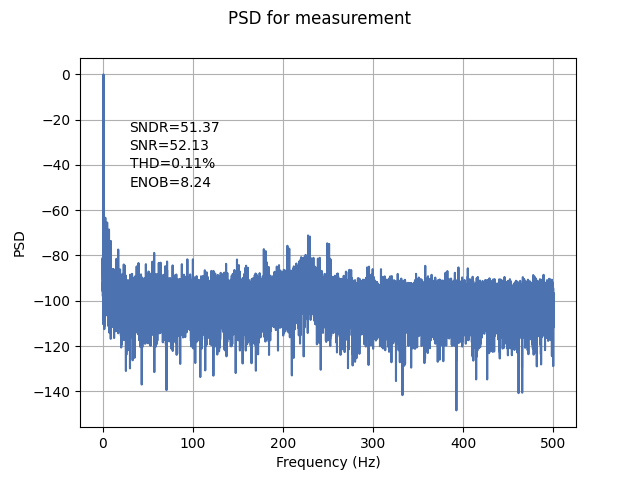 PSD for measurement
0
−20
−40
−60
−80
−100
−120
−140
PSD
SNDR=51.37
SNR=52.13
THD=0.11%
ENOB=8.24
0 100 200 300 400 500
Frequency (Hz)